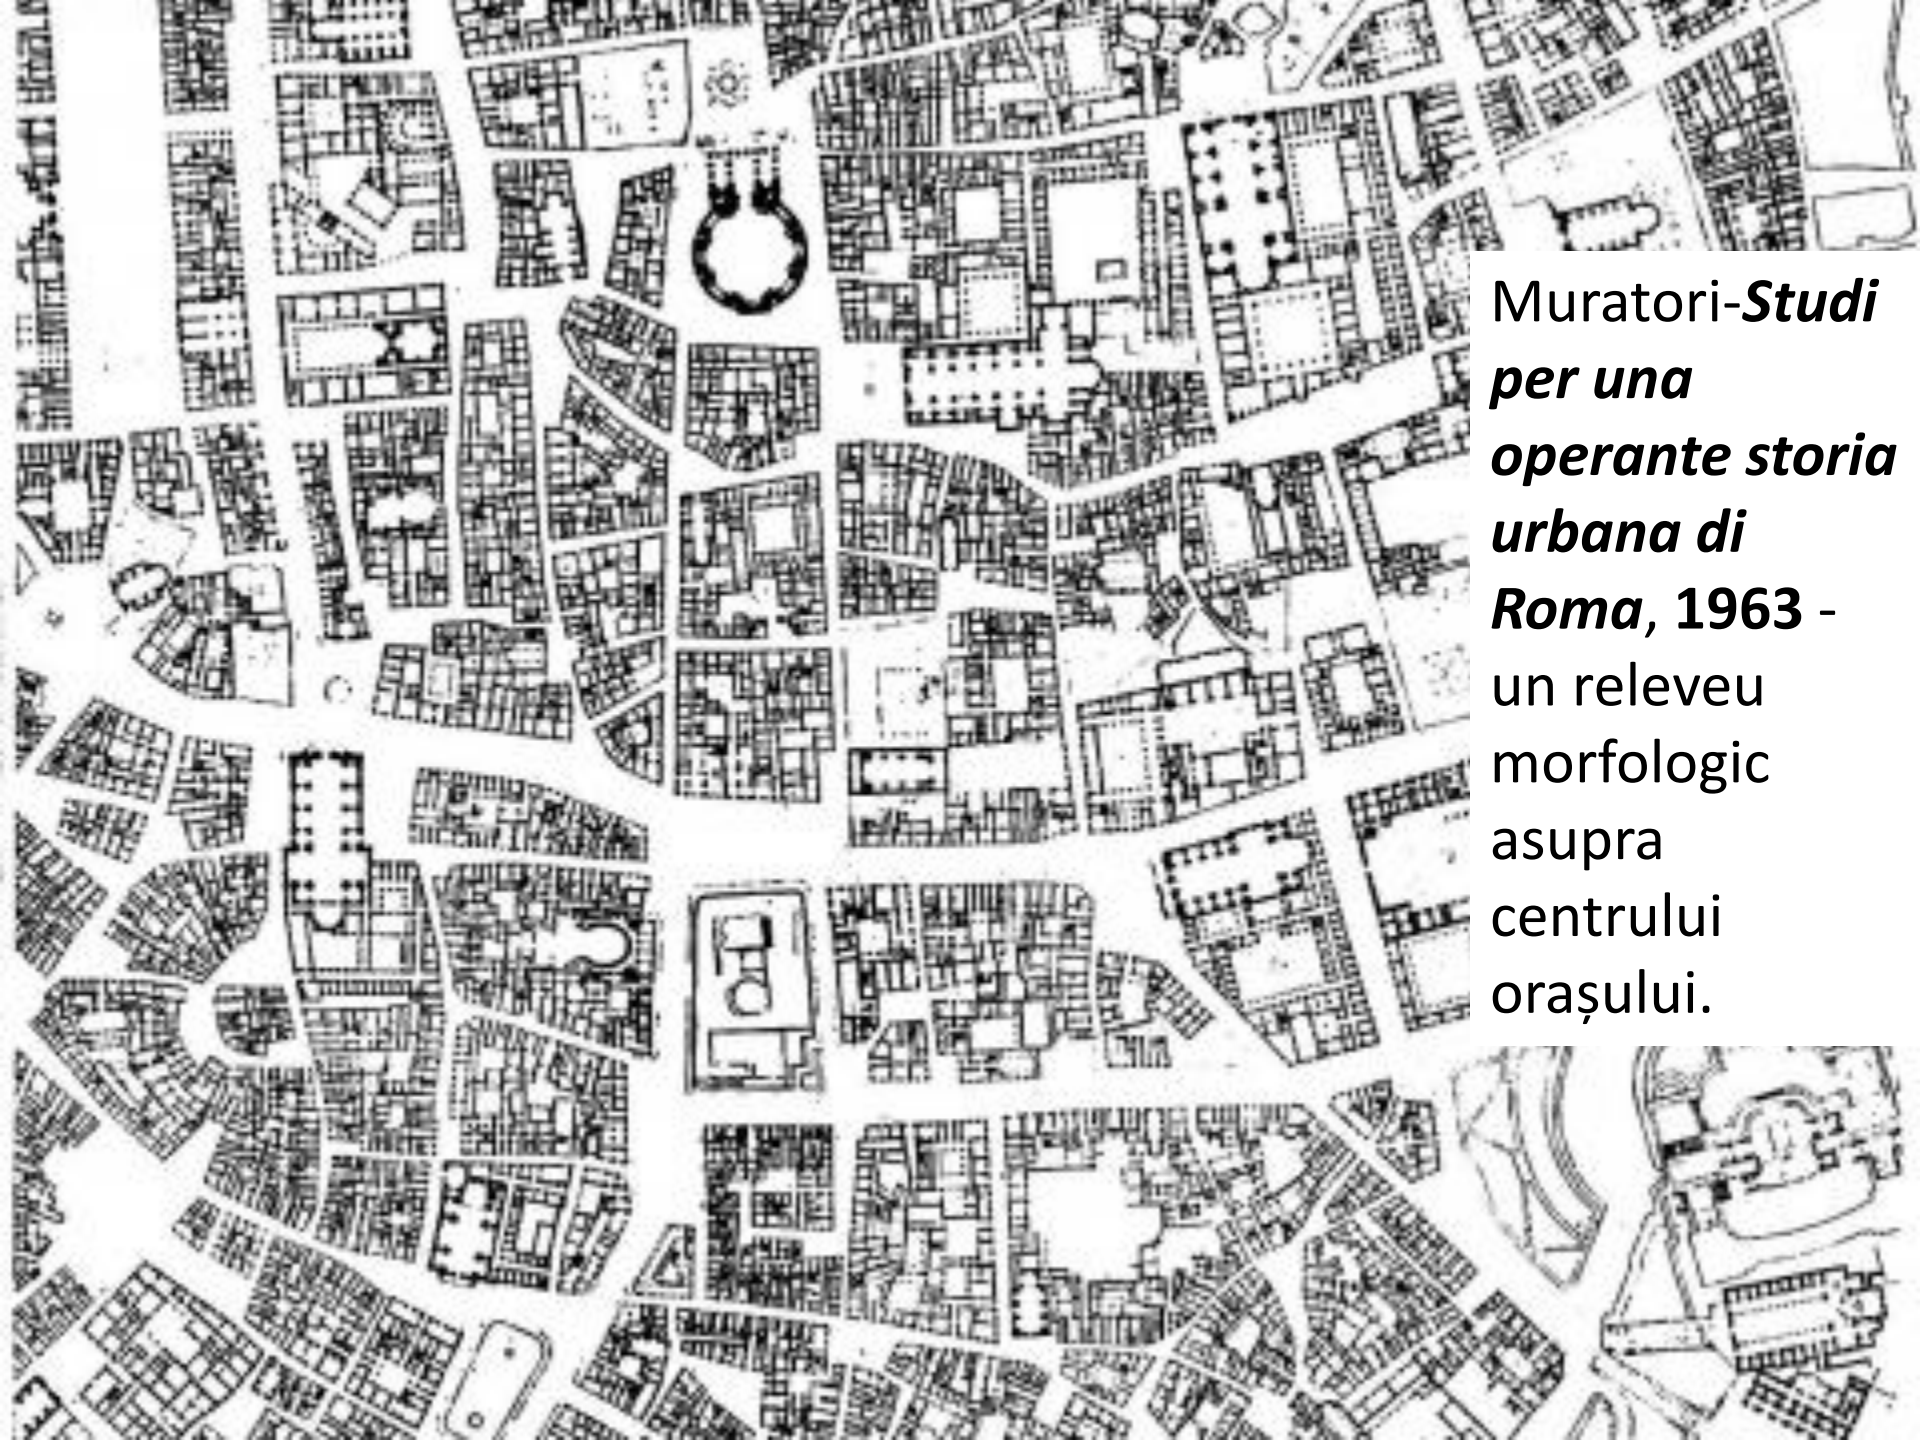 Muratori-Studi
per una
operante storia
urbana di
Roma, 1963 -
un releveu
morfologic
asupra
centrului
orașului.